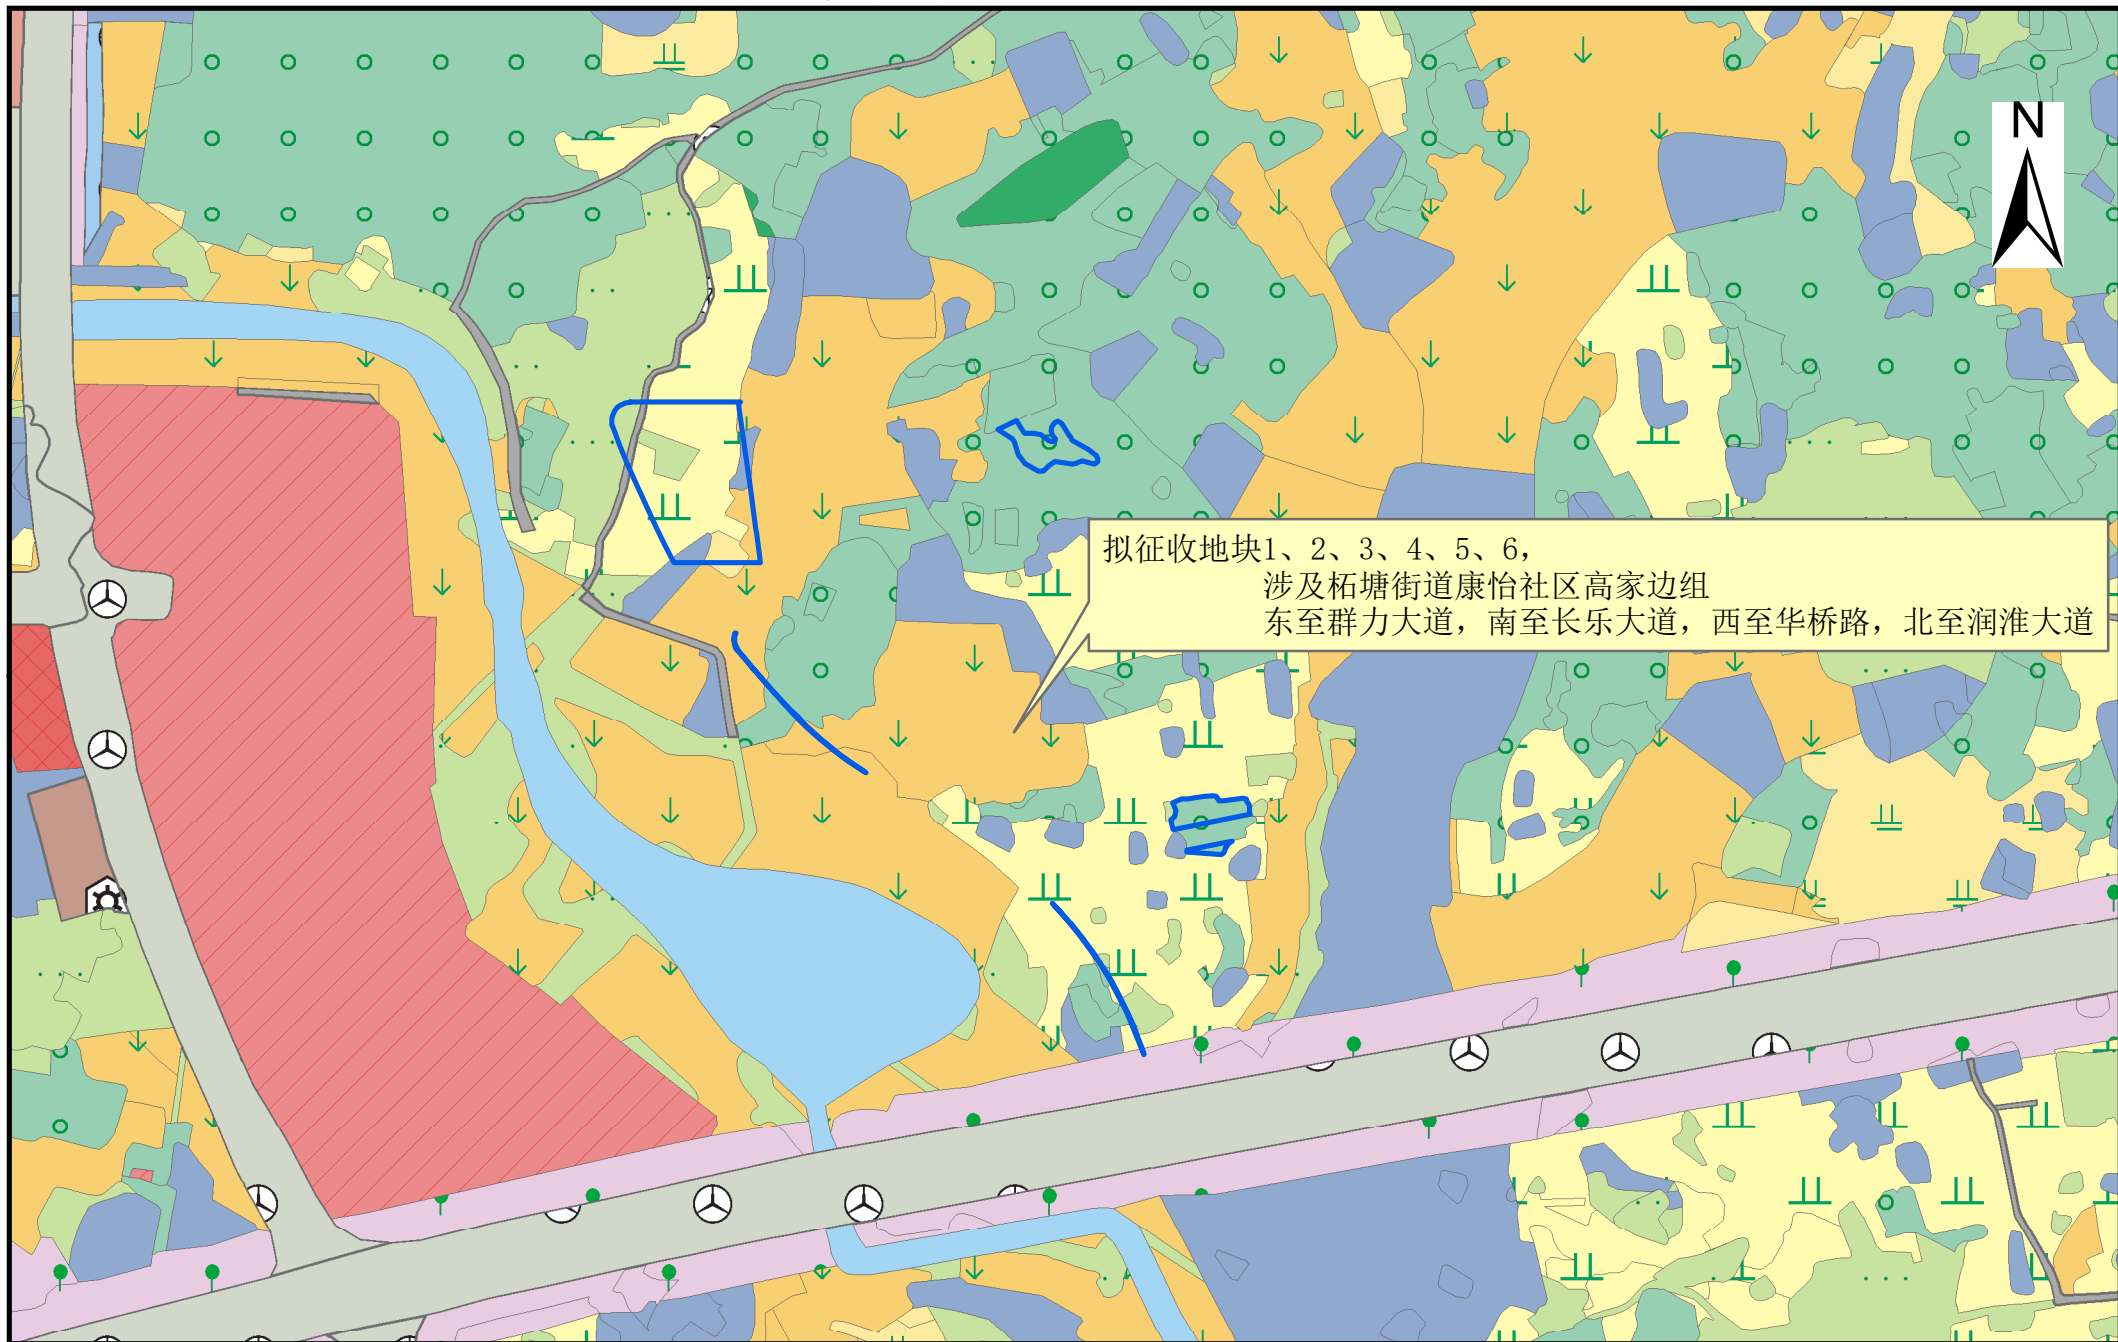 N
拟征收地块1、2、3、4、5、6，
涉及柘塘街道康怡社区高家边组
东至群力大道，南至长乐大道，西至华桥路，北至润淮大道